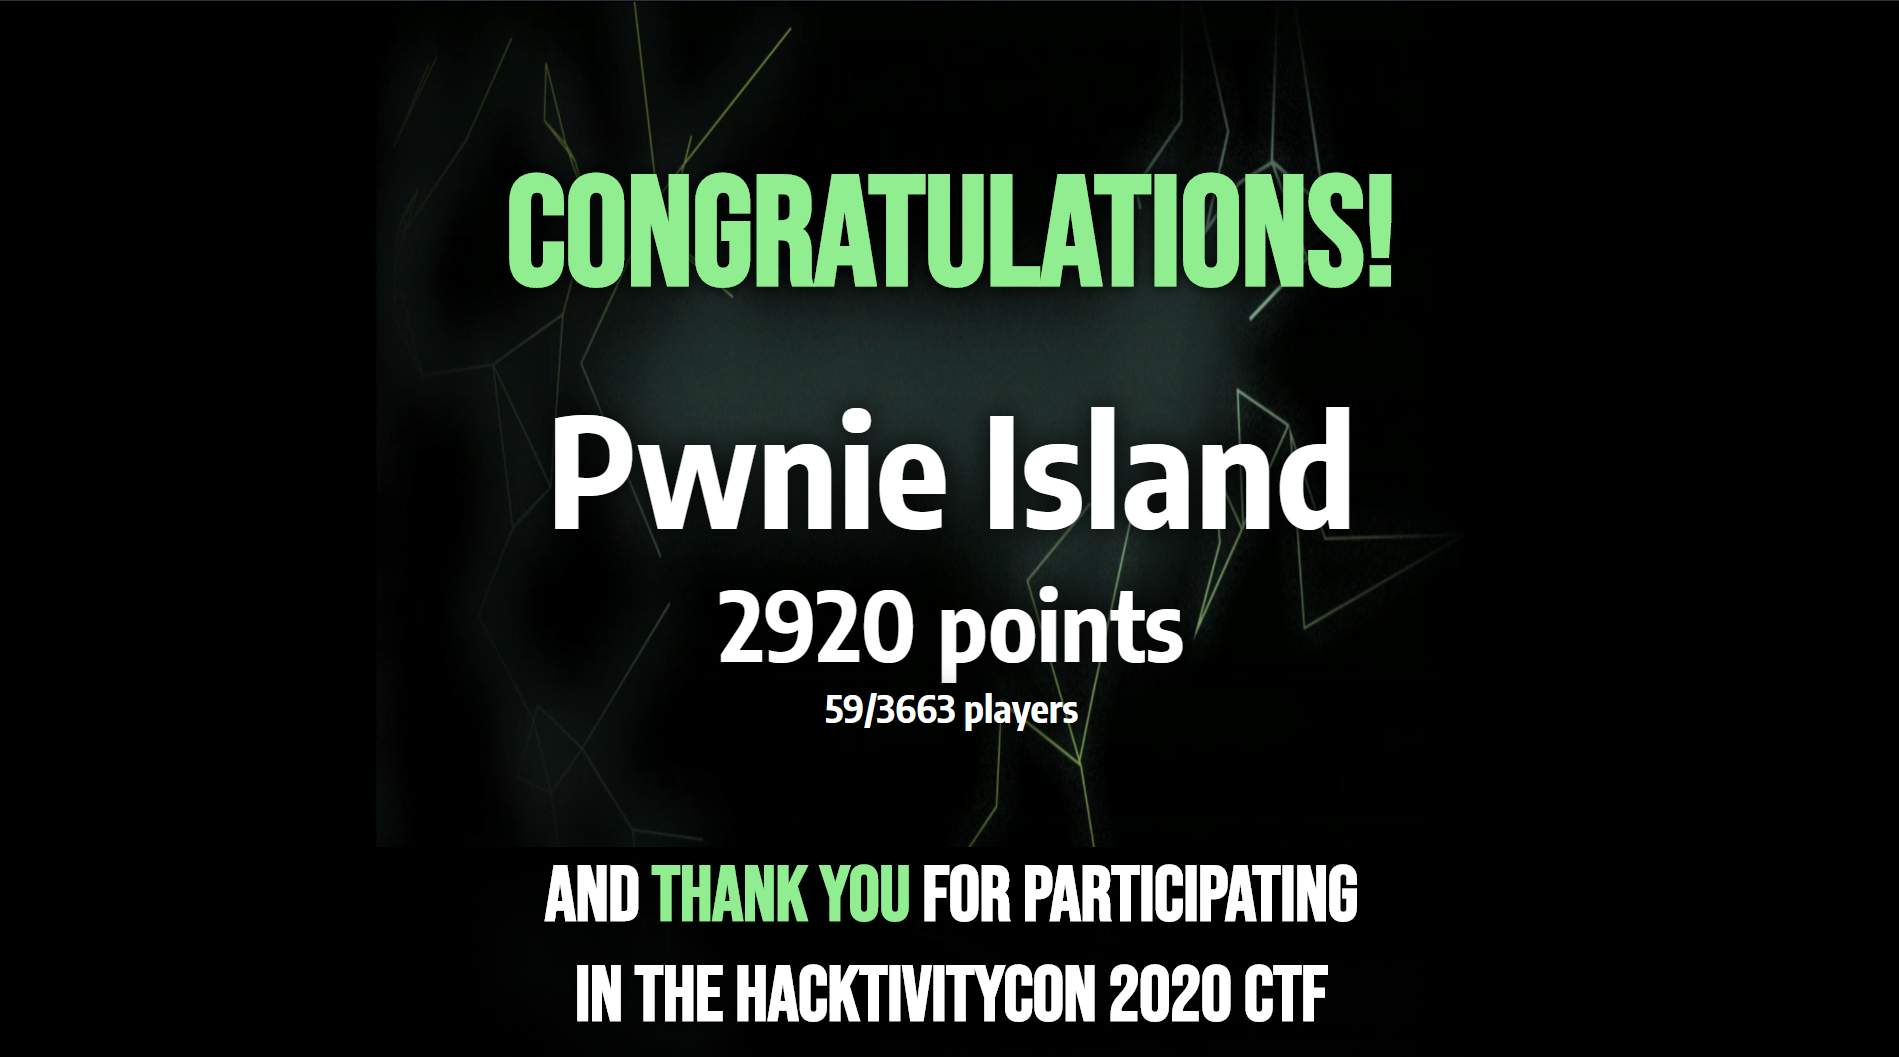 CONGRATULATIONS!
Pwnie Island
2920 points
59/3663 players
AND THANK YOU FOR PARTICIPATING
IN THE HACKTIVITYCON 2020 CTF